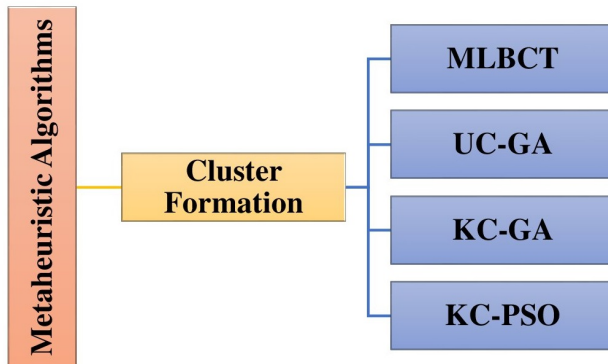 Metaheuristic Algorithms
Cluster
Formation
MLBCT
UC-GA
KC-GA
KC-PSO